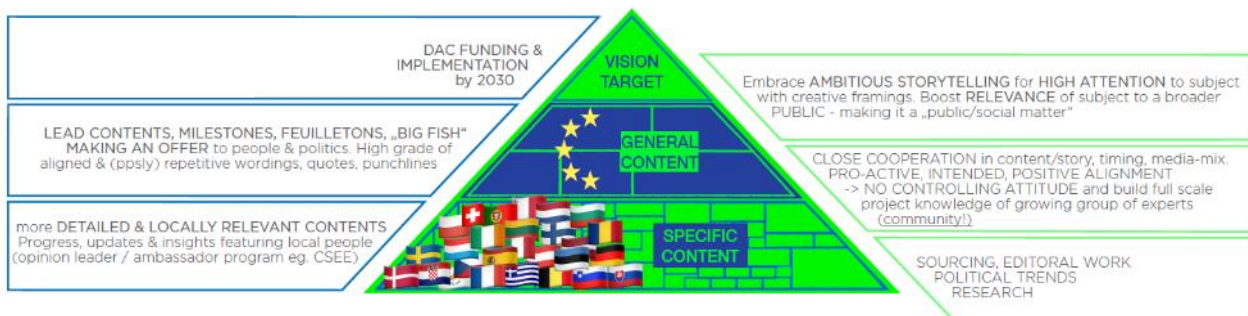 DAC FUNDING &
IMPLEMENTATION
by 2030
LEAD CONTENTS, MILESTONES, FEUILLETONS, „BIG FISH"
MAKING AN OFFER to people & politics. High grade of
aligned & (ppsly) repetitive wordings, quotes, punchlines
more DETAILED & LOCALLY RELEVANT CONTENTS
Progress, updates & insights featuring local people
(opinion leader / ambassador program eg. CSEE)
VISION
TARGET
GENERAL
CONTENT
SPECIFIC
CONTENT
Embrace AMBITIOUS STORYTELLING for HIGH ATTENTION to subject
with creative framings. Boost RELEVANCE of subject to a broader
PUBLIC - making it a „public/social matter"
CLOSE COOPERATION in content/story, timing, media-mix.
PRO-ACTIVE, INTENDED, POSITIVE ALIGNMENT
-> NO CONTROLLING ATTITUDE and build full scale
project knowledge of growing group of experts
(community!)
SOURCING, EDITORIAL WORK
POLITICAL TRENDS
RESEARCH